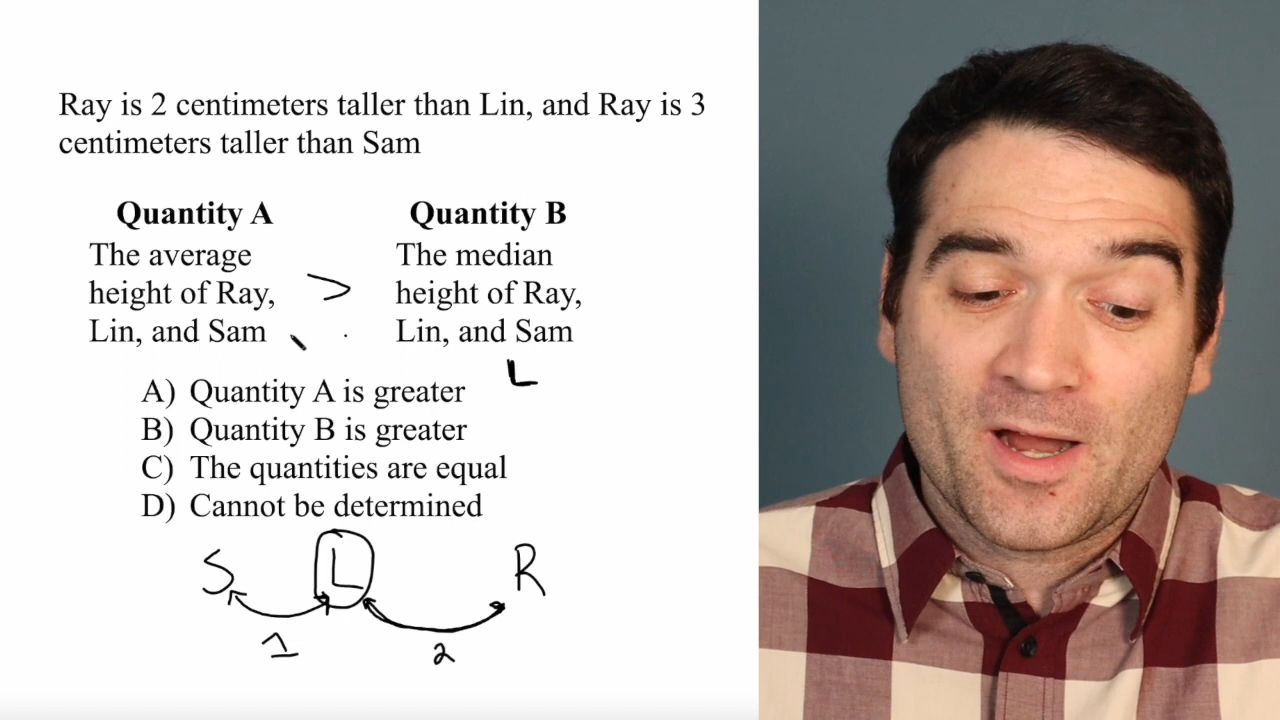 Ray is 2 centimeters taller than Lin, and Ray is 3
centimeters taller than Sam
Quantity A Quantity B
The average The median
height of Ray, > height of Ray,
Lin, and Sam Lin, and Sam
L
A) Quantity A is greater
B) Quantity B is greater
C) The quantities are equal
D) Cannot be determined
S L R
1 2